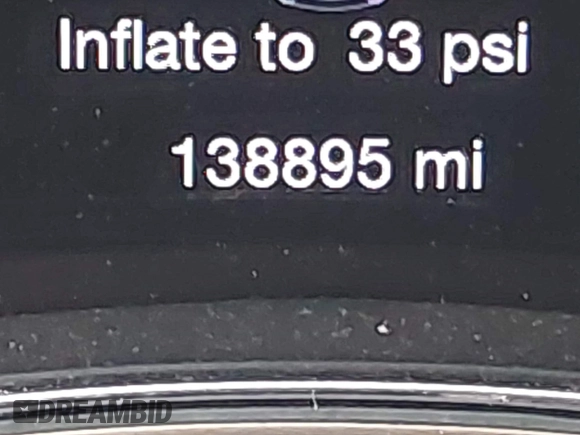 Inflate to 33 psi
138895 mi
DREAMBID